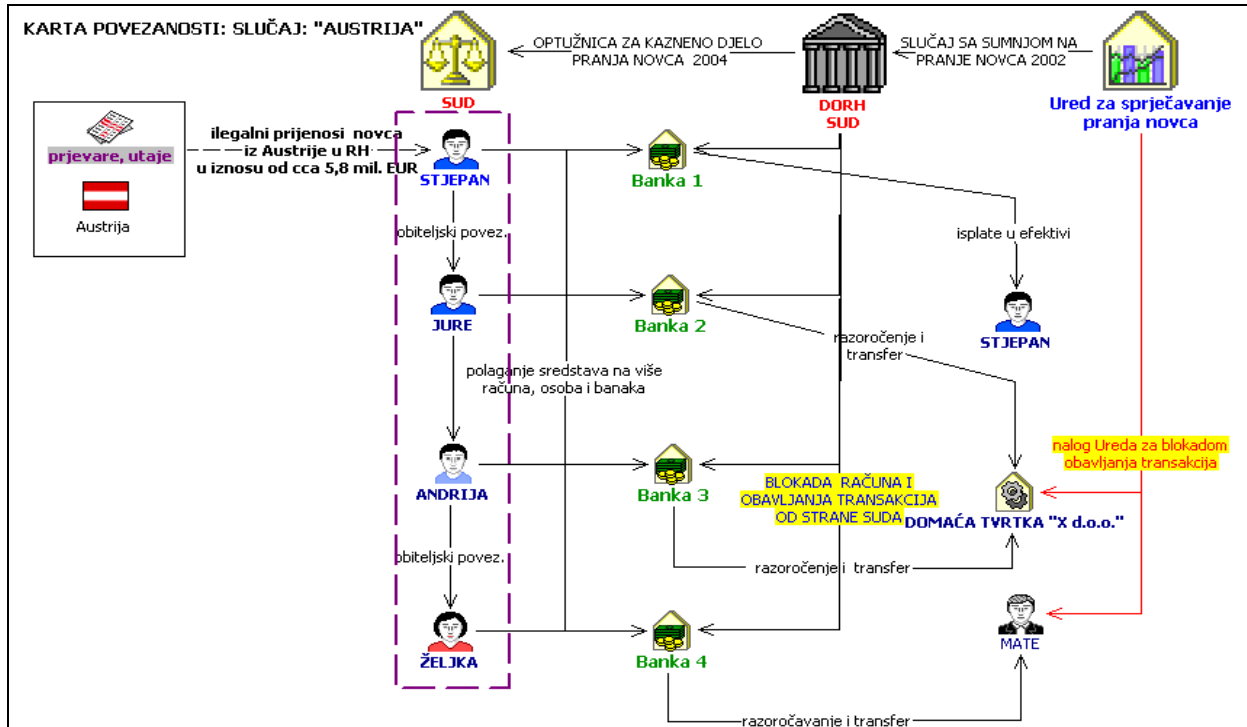 KARTA POVEZANOSTI: SLUČAJ: "AUSTRIJA"
OPTUŽNICA ZA KAZNENO DJELO
PRANJA NOVCA 2004
SLUČAJ SA SUMNJOM NA
PRANJE NOVCA 2002
SUD
DORH
SUD
Ured za sprječavanje
pranja novca
prjevare, utaje
Austrija
ilegalni prijenosi novca
iz Austrije u RH
u iznosu od cca 5,8 mil. EUR
STJEPAN
Banka 1
obiteljski povez.
isplate u efektivi
JURE
Banka 2
STJEPAN
razoročenje i
transfer
polaganje sredstava na više
računa, osoba i banaka
nalog Ureda za blokadom
obavljanja transakcija
ANDRIJA
Banka 3
BLOKADA RAČUNA I
OBAVLJANJA TRANSAKCIJA
OD STRANE SUDA
DOMAĆA TVRTKA "X d.o.o."
obiteljski povez.
razoročenje i transfer
ŽELJKA
Banka 4
MATE
razoročavanje i transfer